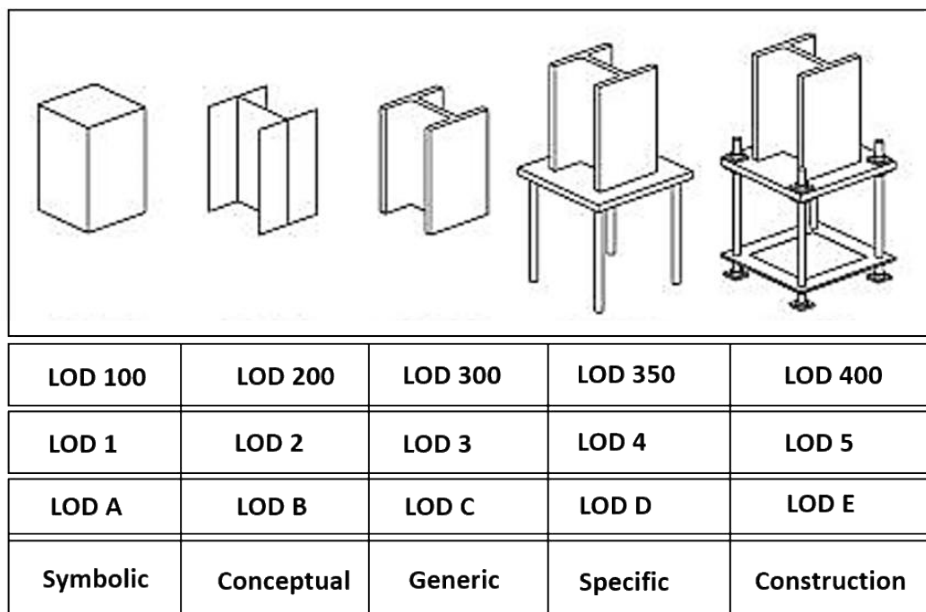 LOD 100 LOD 200 LOD 300 LOD 350 LOD 400
LOD 1 LOD 2 LOD 3 LOD 4 LOD 5
LOD A LOD B LOD C LOD D LOD E
Symbolic Conceptual Generic Specific Construction